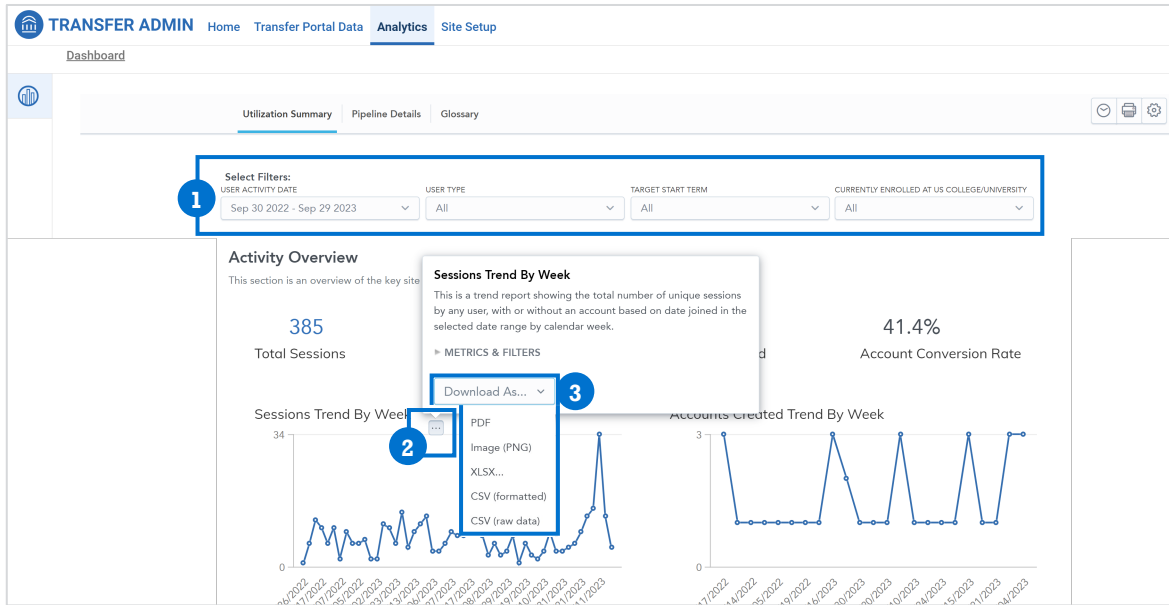 TRANSFER ADMIN Home Transfer Portal Data Analytics Site Setup
Dashboard
Utilization Summary Pipeline Details Glossary
Select Filters:
USER ACTIVITY DATE USER TYPE TARGET START TERM CURRENTLY ENROLLED AT US COLLEGE/UNIVERSITY
1
Sep 30 2022 - Sep 29 2023 All All All
Activity Overview
This section is an overview of the key site
Sessions Trend By Week
This is a trend report showing the total number of unique sessions
by any user, with or without an account based on date joined in the
selected date range by calendar week.
METRICS & FILTERS
Download As...
3
PDF
Image (PNG)
XLSX...
CSV (formatted)
CSV (raw data)
385
Total Sessions
d
41.4%
Account Conversion Rate
Sessions Trend By Week
...
2
34
0
Accounts Created Trend By Week
3
0